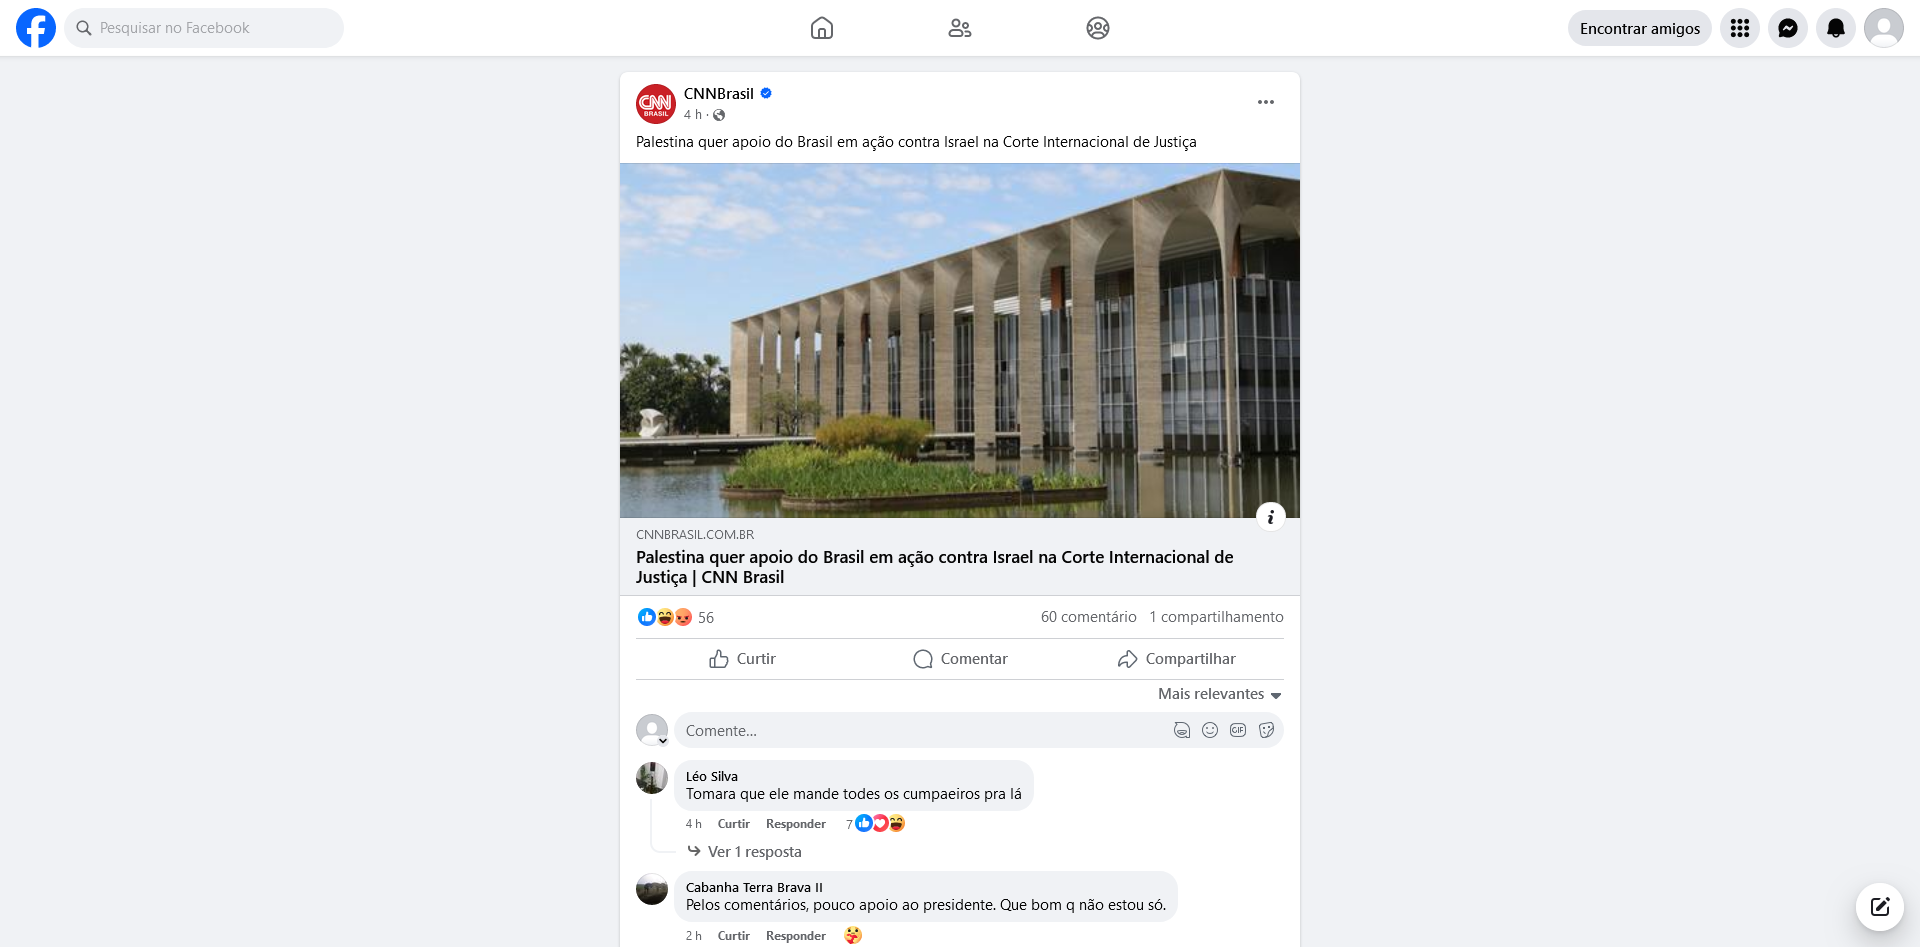 Pesquisar no Facebook
Encontrar amigos
CNN
BRASIL
CNNBrasil
4 h ·
Palestina quer apoio do Brasil em ação contra Israel na Corte Internacional de Justiça
CNNBRASIL.COM.BR
Palestina quer apoio do Brasil em ação contra Israel na Corte Internacional de
Justiça | CNN Brasil
56
60 comentário 1 compartilhamento
Curtir Comentar Compartilhar
Mais relevantes
Comente...
GIF
Léo Silva
Tomara que ele mande todes os cumpaeiros pra lá
4 h Curtir Responder 7
Ver 1 resposta
Cabanha Terra Brava II
Pelos comentários, pouco apoio ao presidente. Que bom q não estou só.
2 h Curtir Responder